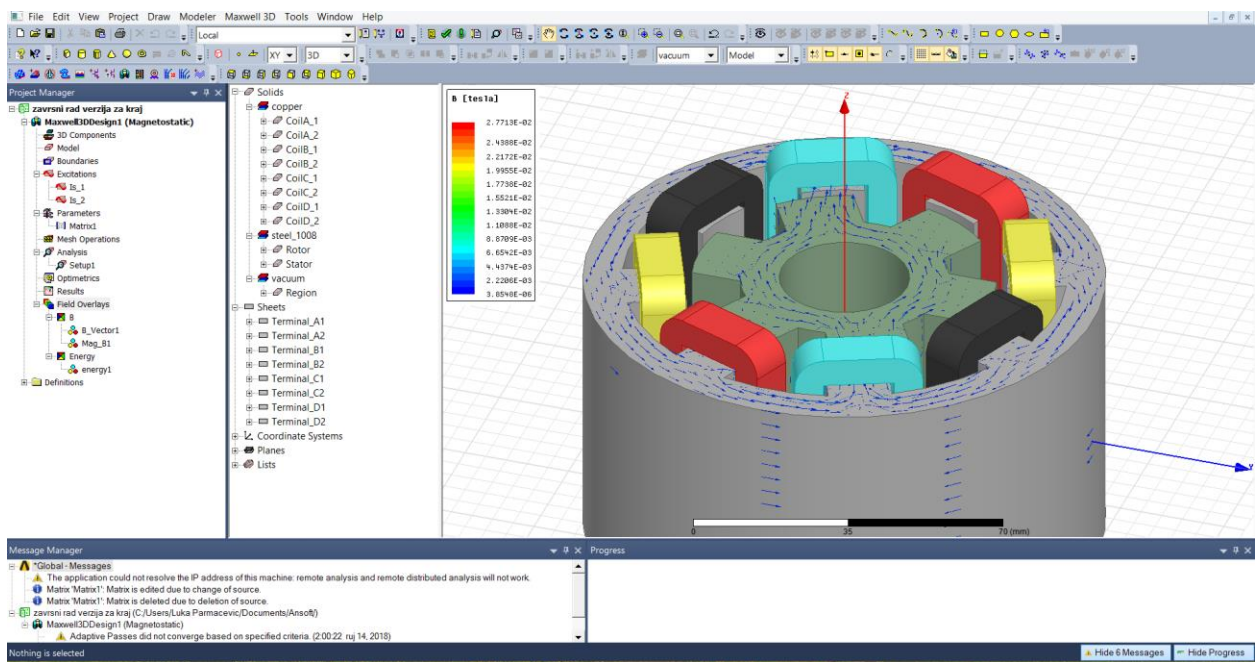 File Edit View Project Draw Modeler Maxwell 3D Tools Window Help
Local
XY 3D vacuum Model
Project Manager
zavrsni rad verzija za kraj
Maxwell3DDesign1 (Magnetostatic)
3D Components
Model
Boundaries
Excitations
Is_1
Is_2
Parameters
Matrix1
Mesh Operations
Analysis
Setup1
Optimetrics
Results
Field Overlays
B
B_Vector1
Mag_B1
Energy
energy1
Definitions
Solids
copper
CoilA_1
CoilA_2
CoilB_1
CoilB_2
CoilC_1
CoilC_2
CoilD_1
CoilD_2
steel_1008
Rotor
Stator
vacuum
Region
Sheets
Terminal_A1
Terminal_A2
Terminal_B1
Terminal_B2
Terminal_C1
Terminal_C2
Terminal_D1
Terminal_D2
Coordinate Systems
Planes
Lists
B [tesla]
2.7713E-02
2.4388E-02
2.2172E-02
1.9955E-02
1.7738E-02
1.5521E-02
1.3304E-02
1.1088E-02
8.8709E-03
6.6542E-03
4.4374E-03
2.2206E-03
3.8548E-06
Z
Y
0 35 70 (mm)
Message Manager
*Global - Messages
The application could not resolve the IP address of this machine: remote analysis and remote distributed analysis will not work.
Matrix 'Matrix1': Matrix is edited due to change of source.
Matrix 'Matrix1': Matrix is deleted due to deletion of source.
zavrsni rad verzija za kraj (C:/Users/Luka Parmacevic/Documents/Ansoft/)
Maxwell3DDesign1 (Magnetostatic)
Adaptive Passes did not converge based on specified criteria. (2:00:22 ruj 14, 2018)
Progress
Nothing is selected
Hide 6 Messages Hide Progress